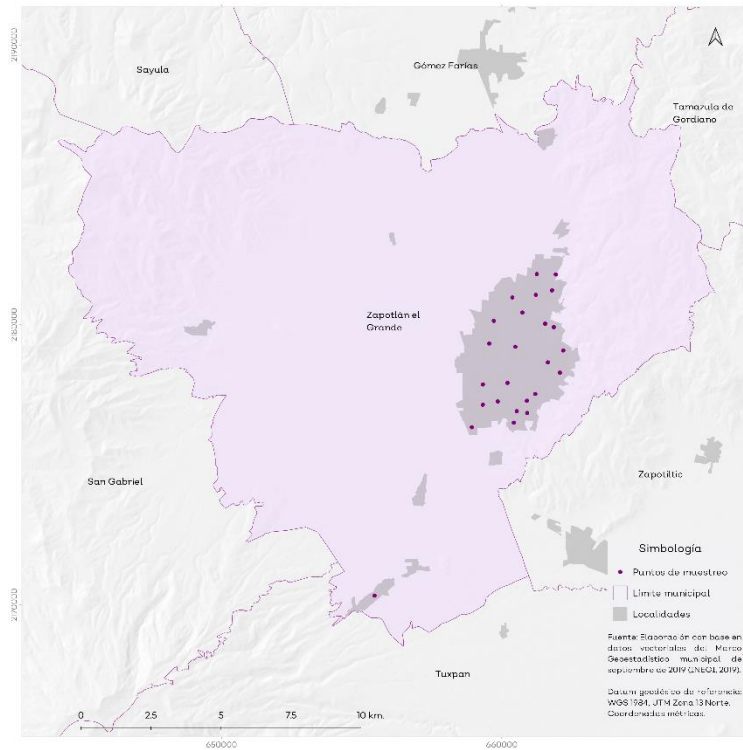 2190000
Sayula
Gómez Farías
Tamazula de
Gordiano
Zapotlán el
Grande
2180000
San Gabriel
Zapotiltic
Simbología
Puntos de muestreo
Límite municipal
Localidades
2170000
Fuente: Elaboración con base en
datos vectoriales del Marco
Geoestadístico municipal de
septiembre de 2019 (INEGI, 2019).
Tuxpan
Datum geodésico de referencia:
WGS 1984, UTM Zona 13 Norte.
Coordenadas métricas.
0 2.5 5 7.5 10 km.
650000 660000